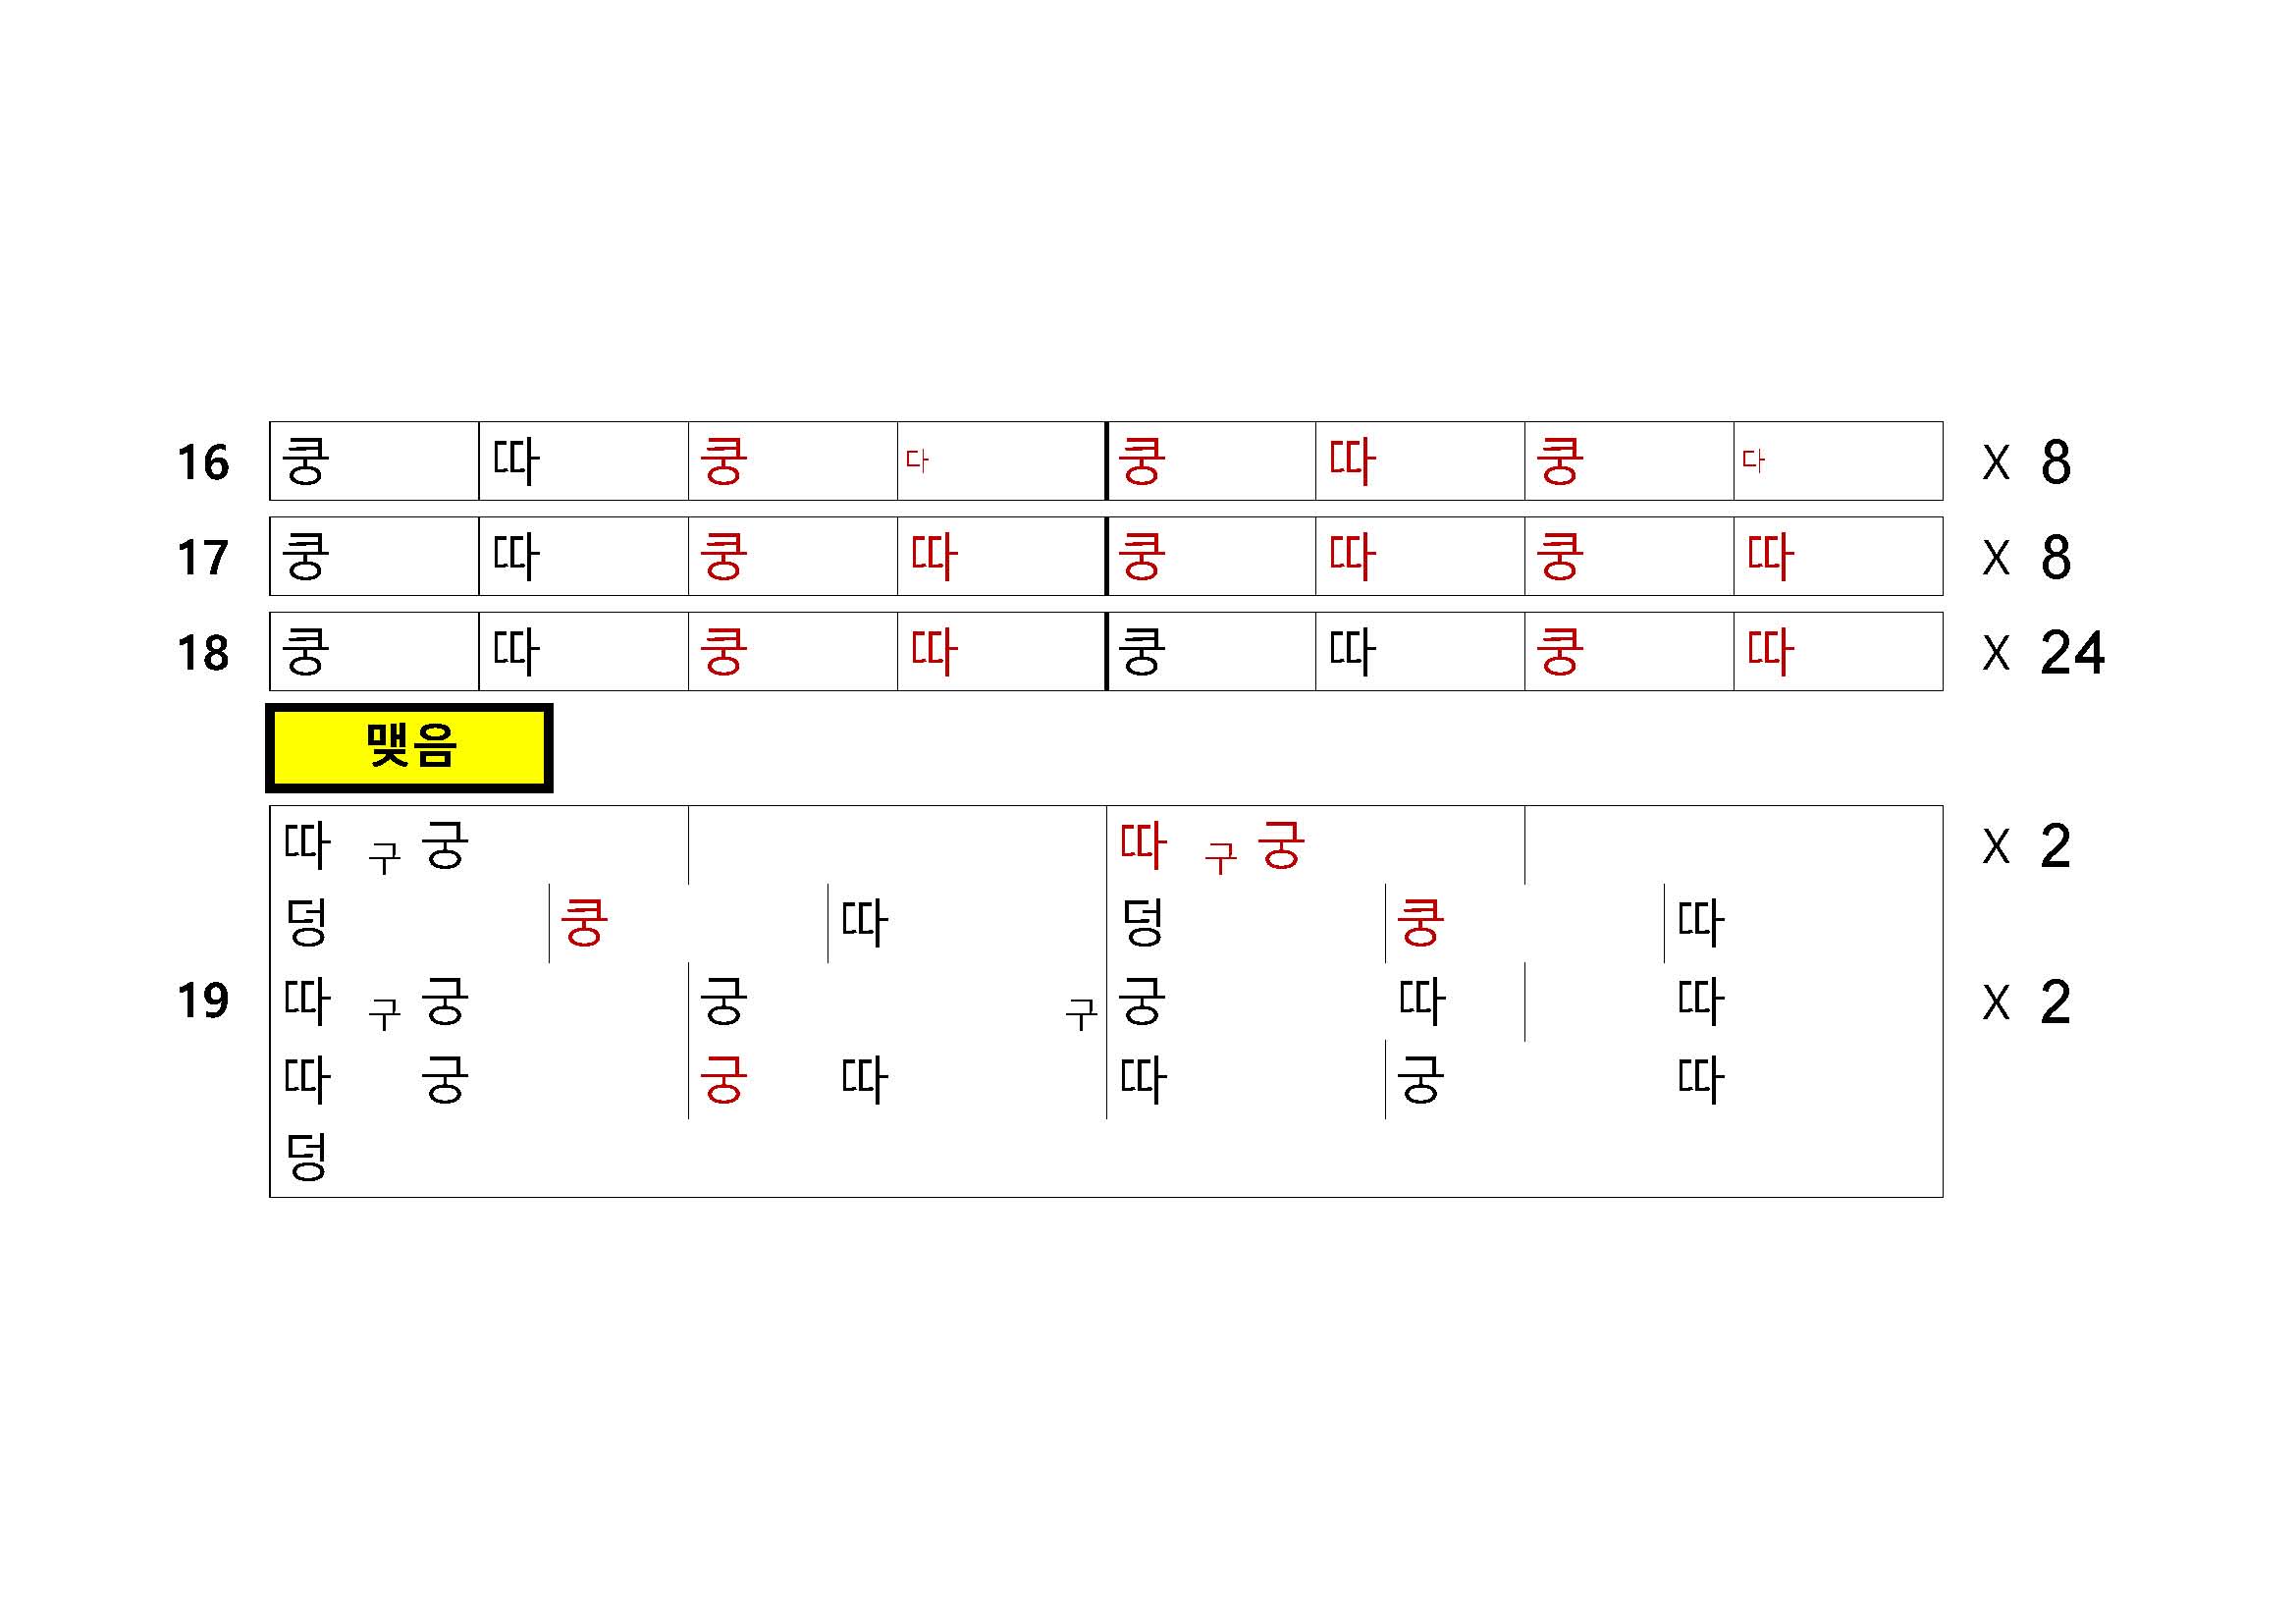 16 쿵 따 쿵 다 쿵 따 쿵 다 X 8
17 쿵 따 쿵 따 쿵 따 쿵 따 X 8
18 쿵 따 쿵 따 쿵 따 쿵 따 X 24
맺음
따 구 궁 따 구 궁 X 2
덩 쿵 따 덩 쿵 따
19 따 구 궁 궁 구 궁 따 따 X 2
따 궁 궁 따 따 궁 따
덩